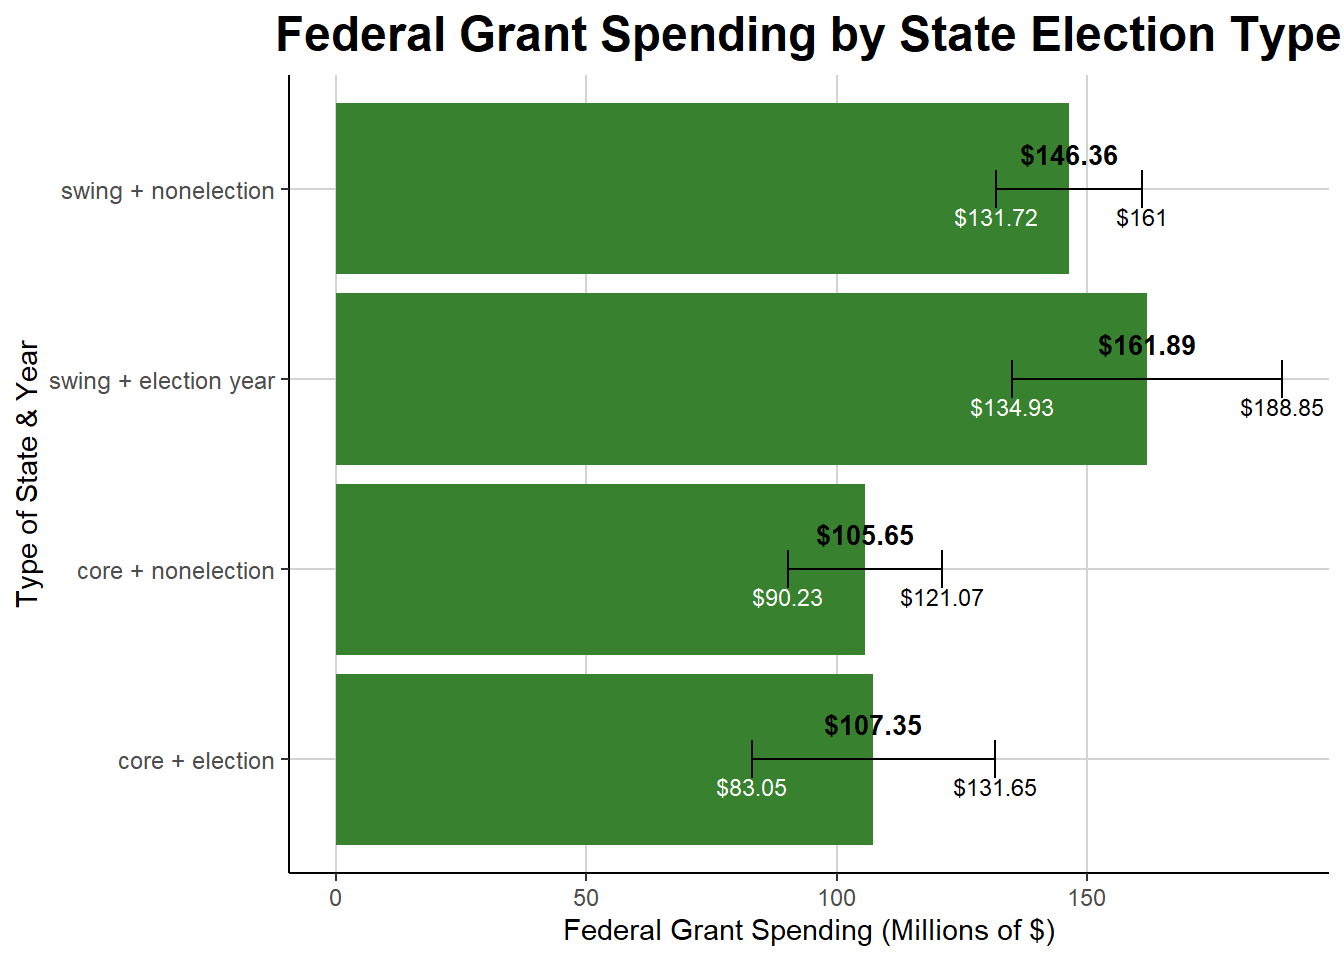 Federal Grant Spending by State Election Type
swing + nonelection
$146.36
$131.72
$161
swing + election year
$161.89
$134.93
$188.85
core + nonelection
$105.65
$90.23
$121.07
core + election
$107.35
$83.05
$131.65
Type of State & Year
0
50
100
150
Federal Grant Spending (Millions of $)